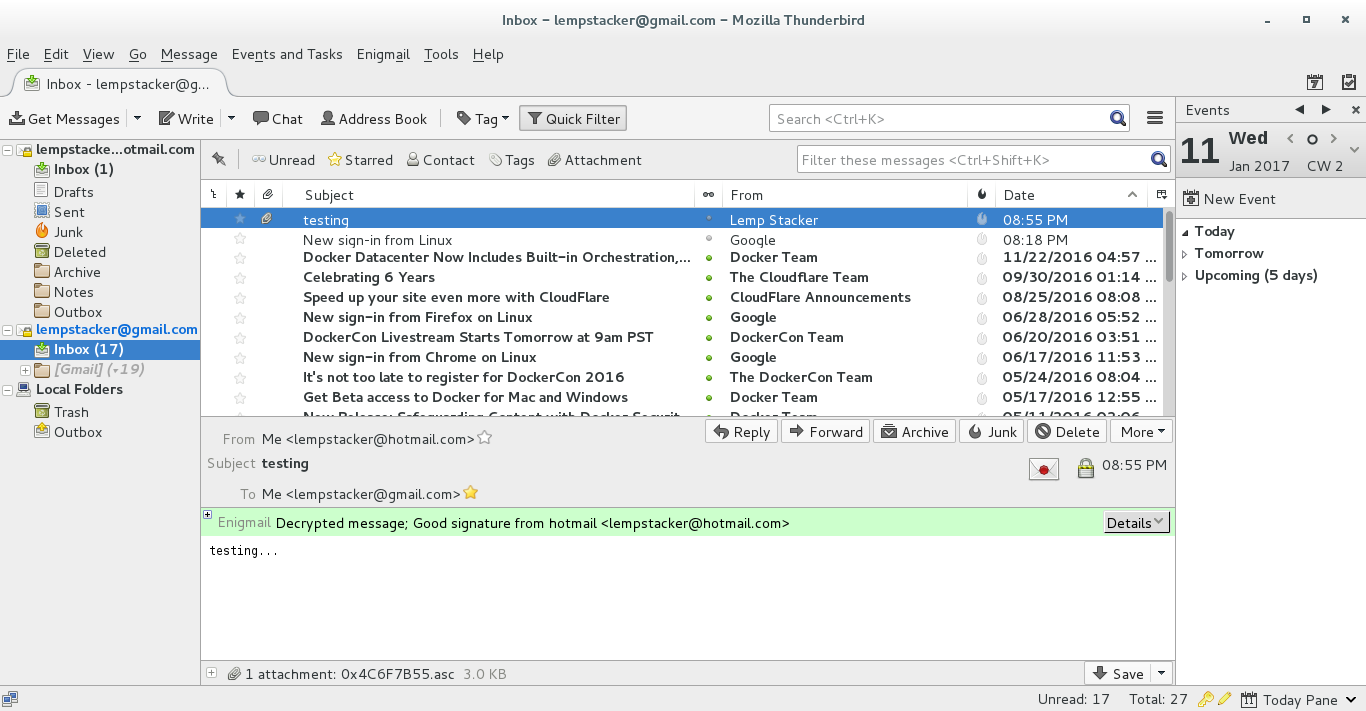 Inbox – lempstacker@gmail.com – Mozilla Thunderbird
File Edit View Go Message Events and Tasks Enigmail Tools Help
Inbox - lempstacker@g...
Get Messages Write Chat Address Book Tag Quick Filter Search <Ctrl+K>
Unread Starred Contact Tags Attachment Filter these messages <Ctrl+Shift+K>
lempstacke...otmail.com
Inbox (1)
Drafts
Sent
Junk
Deleted
Archive
Notes
Outbox
lempstacker@gmail.com
Inbox (17)
[Gmail] (▾19)
Local Folders
Trash
Outbox
Subject From Date
testing Lemp Stacker 08:55 PM
New sign-in from Linux Google 08:18 PM
Docker Datacenter Now Includes Built-in Orchestration,... Docker Team 11/22/2016 04:57 ...
Celebrating 6 Years The Cloudflare Team 09/30/2016 01:14 ...
Speed up your site even more with CloudFlare CloudFlare Announcements 08/25/2016 08:08 ...
New sign-in from Firefox on Linux Google 06/28/2016 05:52 ...
DockerCon Livestream Starts Tomorrow at 9am PST DockerCon Team 06/20/2016 03:51 ...
New sign-in from Chrome on Linux Google 06/17/2016 11:53 ...
It's not too late to register for DockerCon 2016 The DockerCon Team 05/24/2016 08:04 ...
Get Beta access to Docker for Mac and Windows Docker Team 05/17/2016 12:55 ...
New Release: Safeguarding Content with Docker Securit... Docker Team 05/11/2016
From Me <lempstacker@hotmail.com>
Reply Forward Archive Junk Delete More
Subject testing
08:55 PM
To Me <lempstacker@gmail.com>
Enigmail Decrypted message; Good signature from hotmail <lempstacker@hotmail.com>
Details
testing...
1 attachment: 0x4C6F7B55.asc 3.0 KB
Save
Events
7
11 Wed
Jan 2017 CW 2
New Event
Today
Tomorrow
Upcoming (5 days)
Unread: 17 Total: 27 11 Today Pane